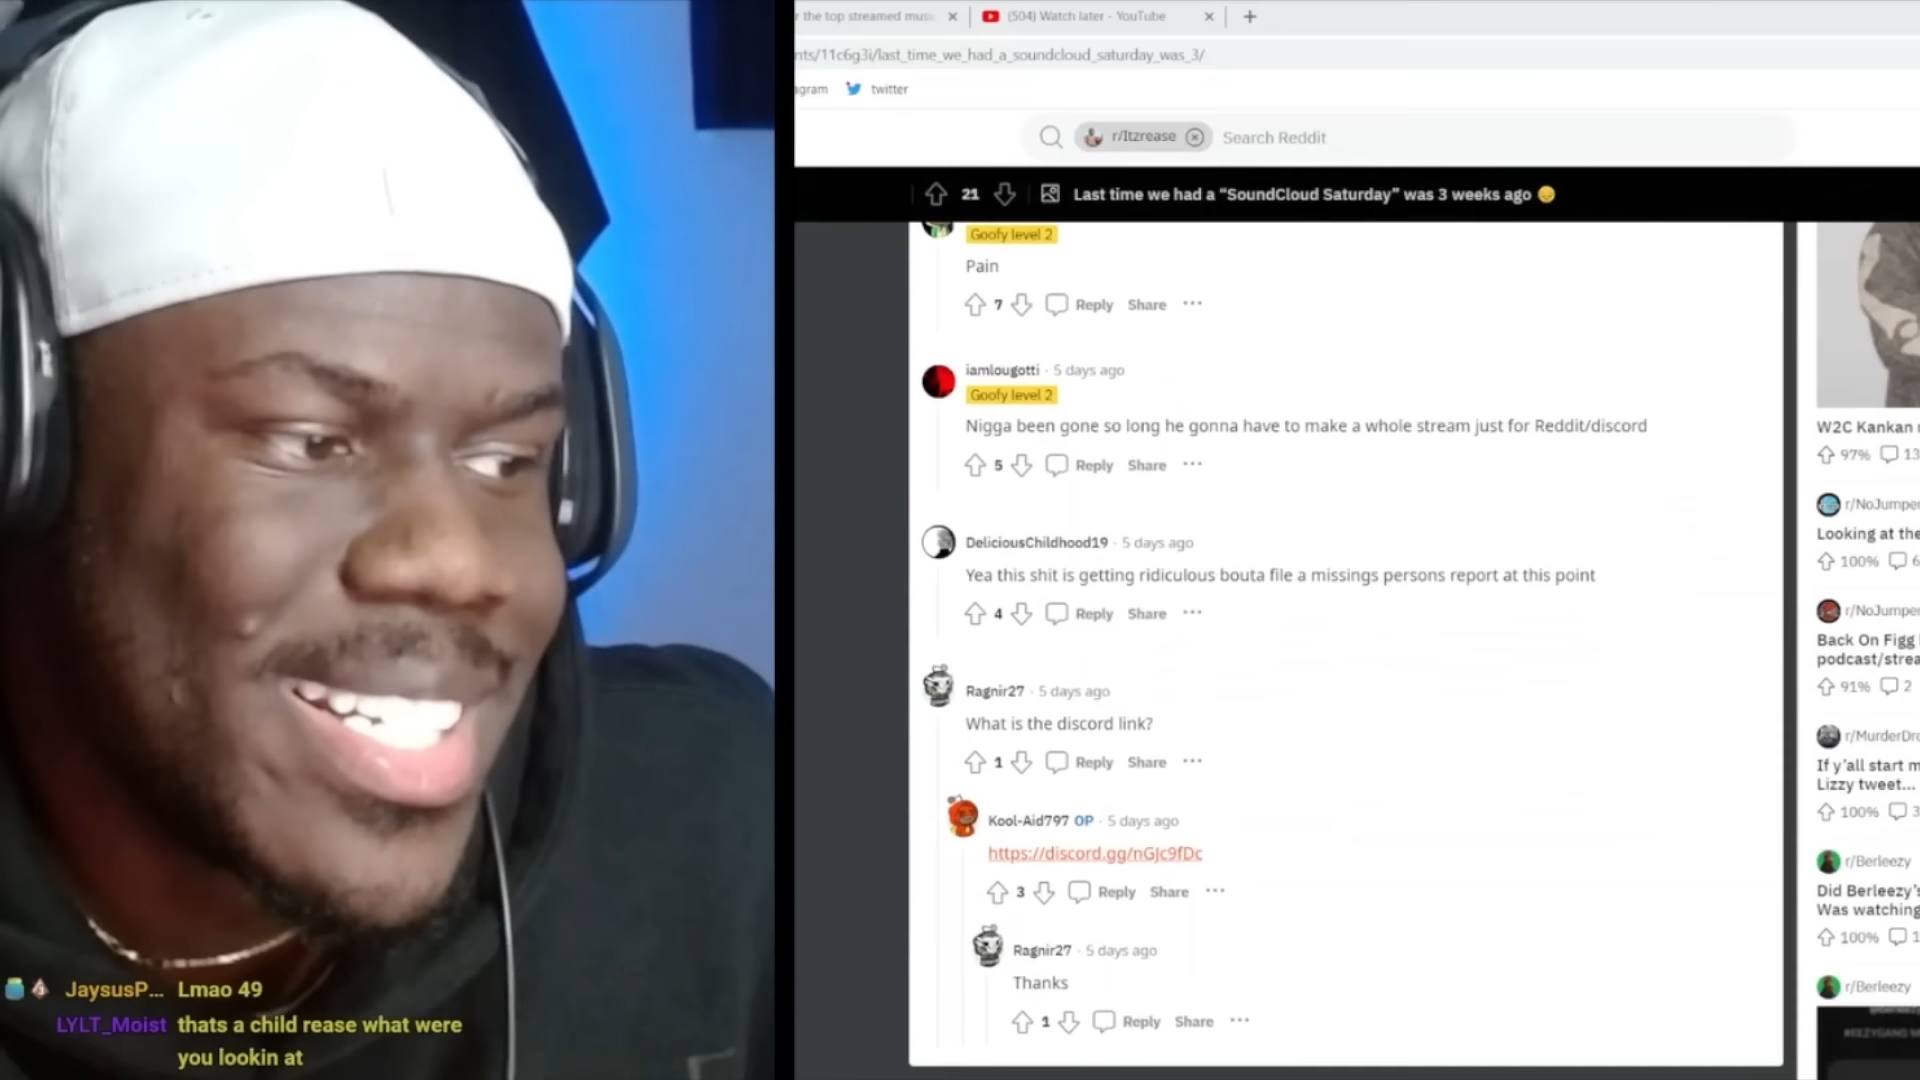 r the top streamed music
(504) Watch later - YouTube
nts/11c6g3i/last_time_we_had_a_soundcloud_saturday_was_3/
agram
twitter
r/Itzrease
Search Reddit
21
Last time we had a “SoundCloud Saturday” was 3 weeks ago
Goofy level 2
Pain
7 Reply Share ···
iamlougotti · 5 days ago
Goofy level 2
Nigga been gone so long he gonna have to make a whole stream just for Reddit/discord
5 Reply Share ···
DeliciousChildhood19 · 5 days ago
Yea this shit is getting ridiculous bouta file a missings persons report at this point
4 Reply Share ···
Ragnir27 · 5 days ago
What is the discord link?
1 Reply Share ···
Kool-Aid797 OP · 5 days ago
https://discord.gg/nGJc9fDc
3 Reply Share ···
Ragnir27 · 5 days ago
Thanks
1 Reply Share ···
W2C Kankan
97% 13
r/NoJumper
Looking at the
100% 6
r/NoJumper
Back On Figg
podcast/strea
91% 2
r/MurderDro
If y’all start m
Lizzy tweet...
100% 3
r/Berleezy
Did Berleezy’s
Was watching
100% 1
r/Berleezy
#EEZYGANG
JaysusP... Lmao 49
LYLT_Moist thats a child rease what were
you lookin at